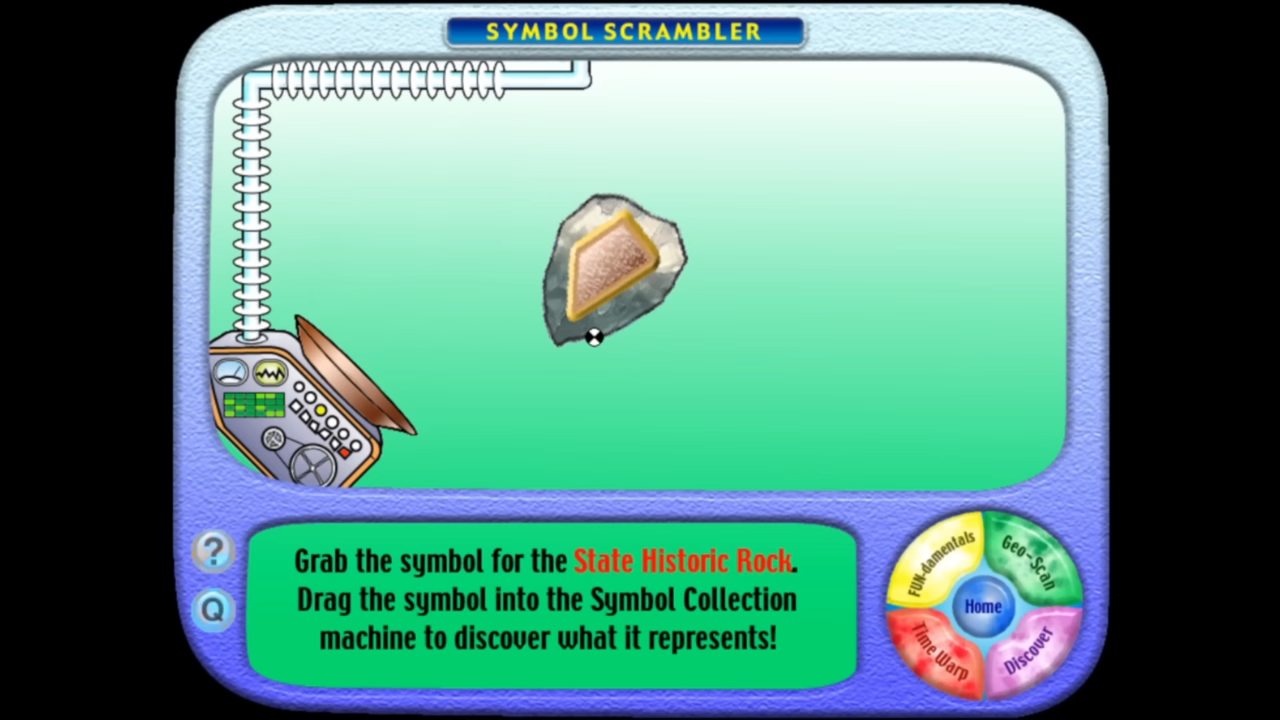 SYMBOL SCRAMBLER
Grab the symbol for the State Historic Rock.
Drag the symbol into the Symbol Collection
machine to discover what it represents!
?
Q
FUN-damentals
Geo-Scan
Home
Time Warp
Discover